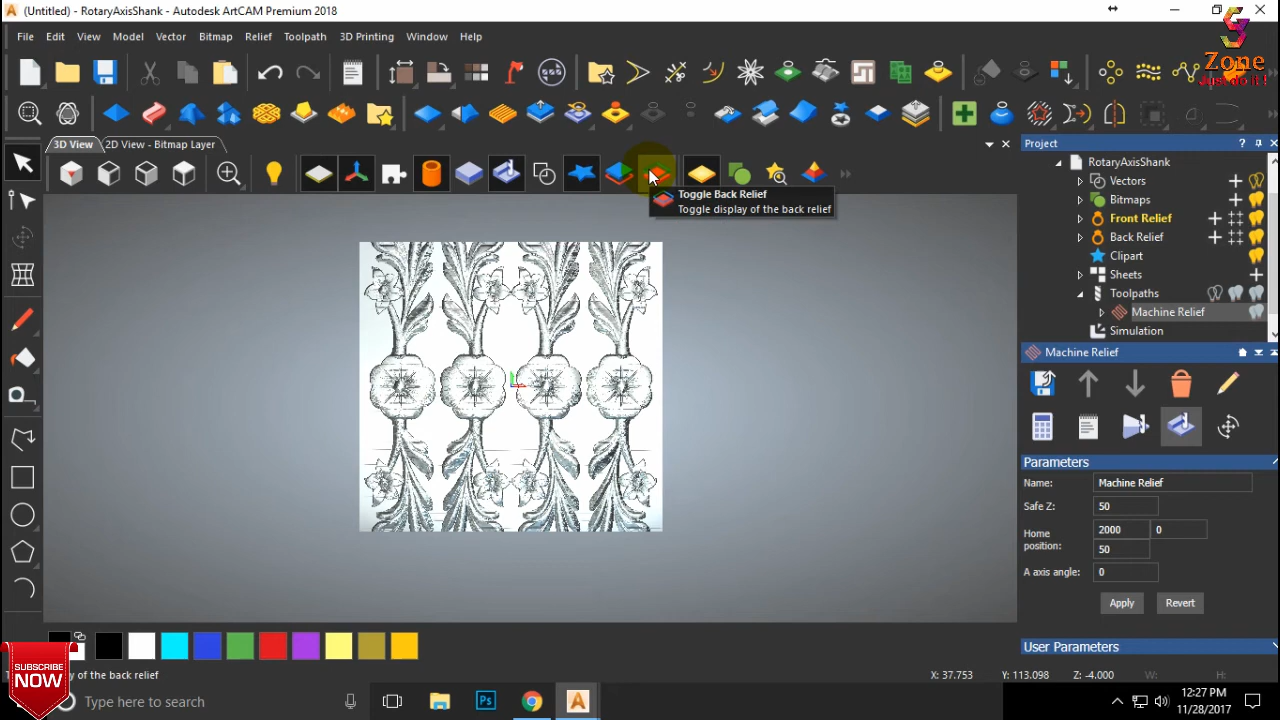 (Untitled) - RotaryAxisShank - Autodesk ArtCAM Premium 2018
File Edit View Model Vector Bitmap Relief Toolpath 3D Printing Window Help
Zone
Just do it !
3D View 2D View - Bitmap Layer
Toggle Back Relief
Toggle display of the back relief
Project
RotaryAxisShank
Vectors
Bitmaps
Front Relief
Back Relief
Clipart
Sheets
Toolpaths
Machine Relief
Simulation
Machine Relief
Parameters
Name: Machine Relief
Safe Z: 50
Home position: 2000 0
50
A axis angle: 0
Apply Revert
User Parameters
SUBSCRIBE
NOW
y of the back relief
X: 37.753 Y: 113.098 Z: -4.000 W: H:
Type here to search
Ps
12:27 PM
11/28/2017